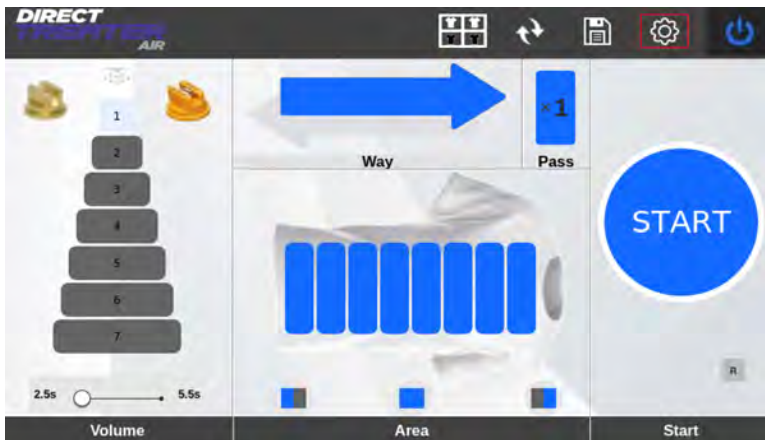 DIRECT
TREATER
AIR
1
2
3
4
5
6
7
2.5s
5.5s
Volume
Way
×1
Pass
Area
START
R
Start